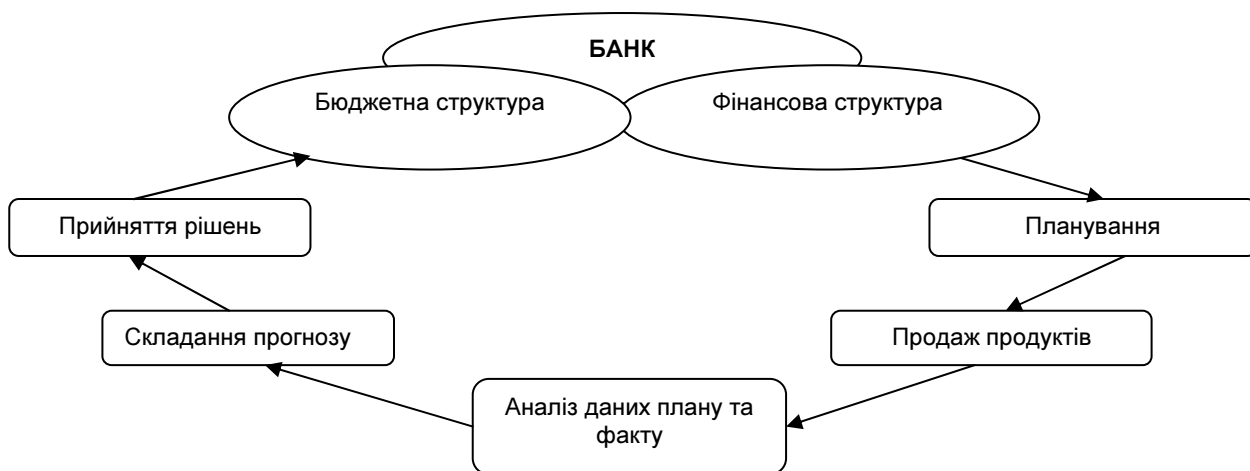 БАНК
Бюджетна структура
Фінансова структура
Прийняття рішень
Планування
Складання прогнозу
Продаж продуктів
Аналіз даних плану та
факту